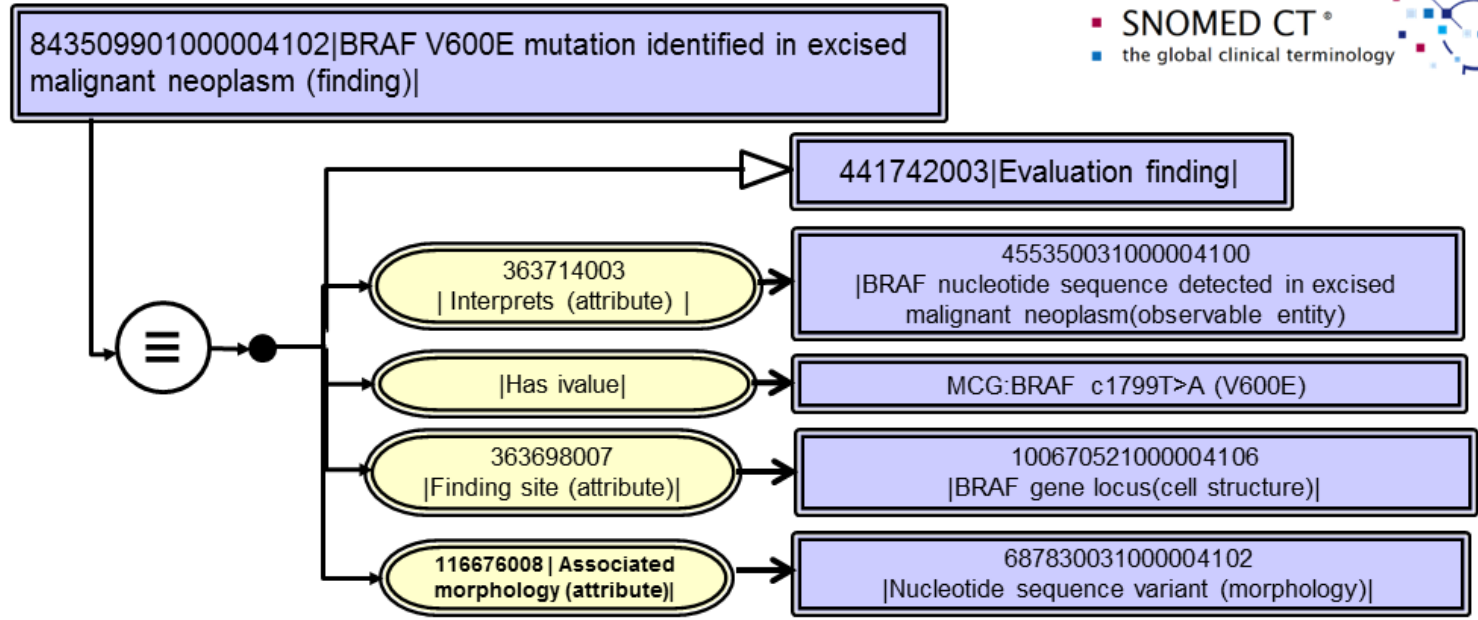 843509901000004102|BRAF V600E mutation identified in excised
malignant neoplasm (finding)|
SNOMED CT®
the global clinical terminology
441742003|Evaluation finding|
363714003
| Interprets (attribute) |
455350031000004100
|BRAF nucleotide sequence detected in excised
malignant neoplasm(observable entity)
|Has ivalue|
MCG:BRAF c1799T>A (V600E)
363698007
|Finding site (attribute)|
100670521000004106
|BRAF gene locus(cell structure)|
116676008| Associated
morphology (attribute)|
687830031000004102
|Nucleotide sequence variant (morphology)|